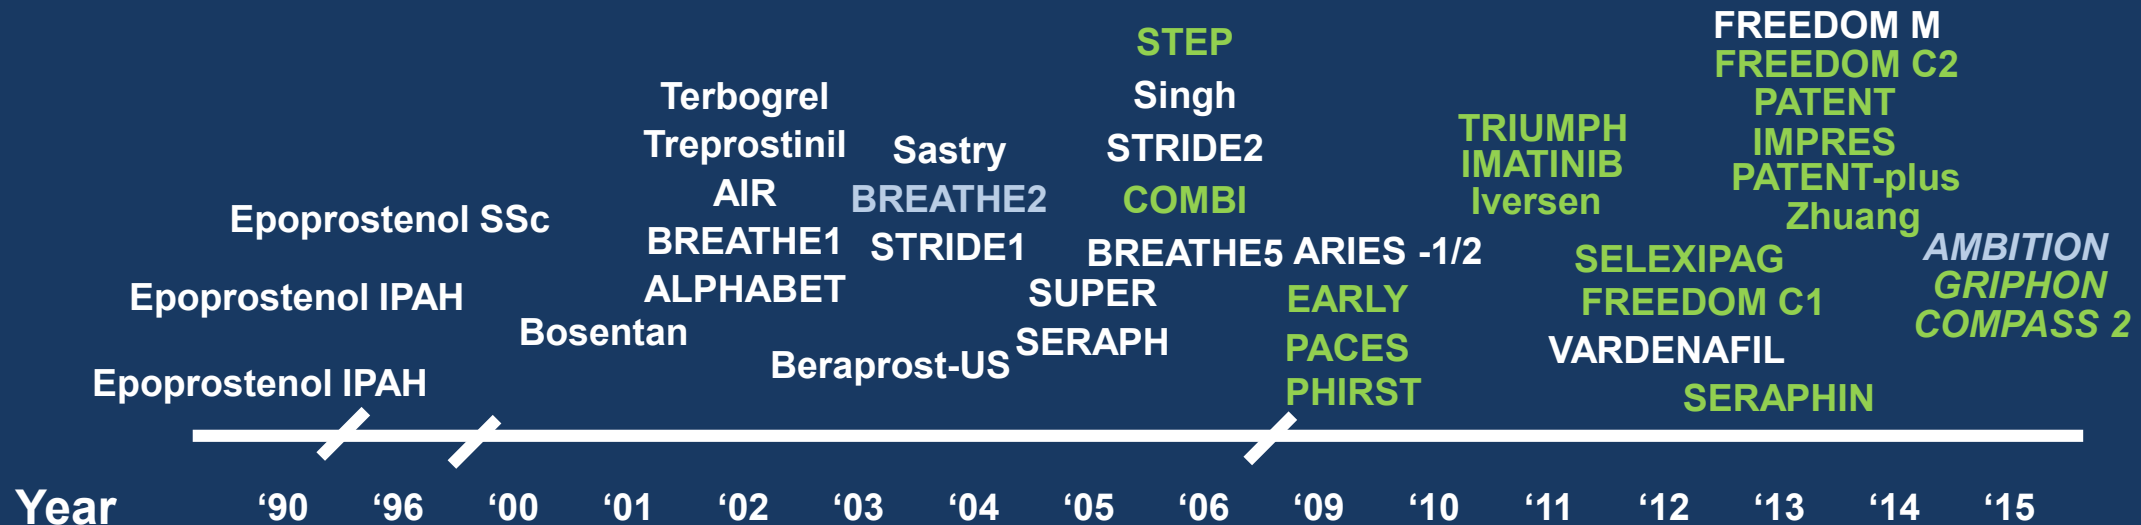 FREEDOM M
STEP
FREEDOM C2
Terbogrel
Singh
PATENT
Treprostinil
Sastry
STRIDE2
TRIUMPH
IMPRES
AIR
BREATHE2
COMBI
IMATINIB
PATENT-plus
Epoprostenol SSc
BREATHE1
STRIDE1
BREATHE5
ARIES -1/2
Iversen
Zhuang
Epoprostenol IPAH
ALPHABET
SUPER
EARLY
SELEXIPAG
AMBITION
Bosentan
SERAPH
PACES
FREEDOM C1
GRIPHON
Epoprostenol IPAH
Beraprost-US
PHIRST
VARDENAFIL
COMPASS 2
SERAPHIN
Year ‘90 ‘96 ‘00 ‘01 ‘02 ‘03 ‘04 ‘05 ‘06 ‘09 ‘10 ‘11 ‘12 ‘13 ‘14 ‘15